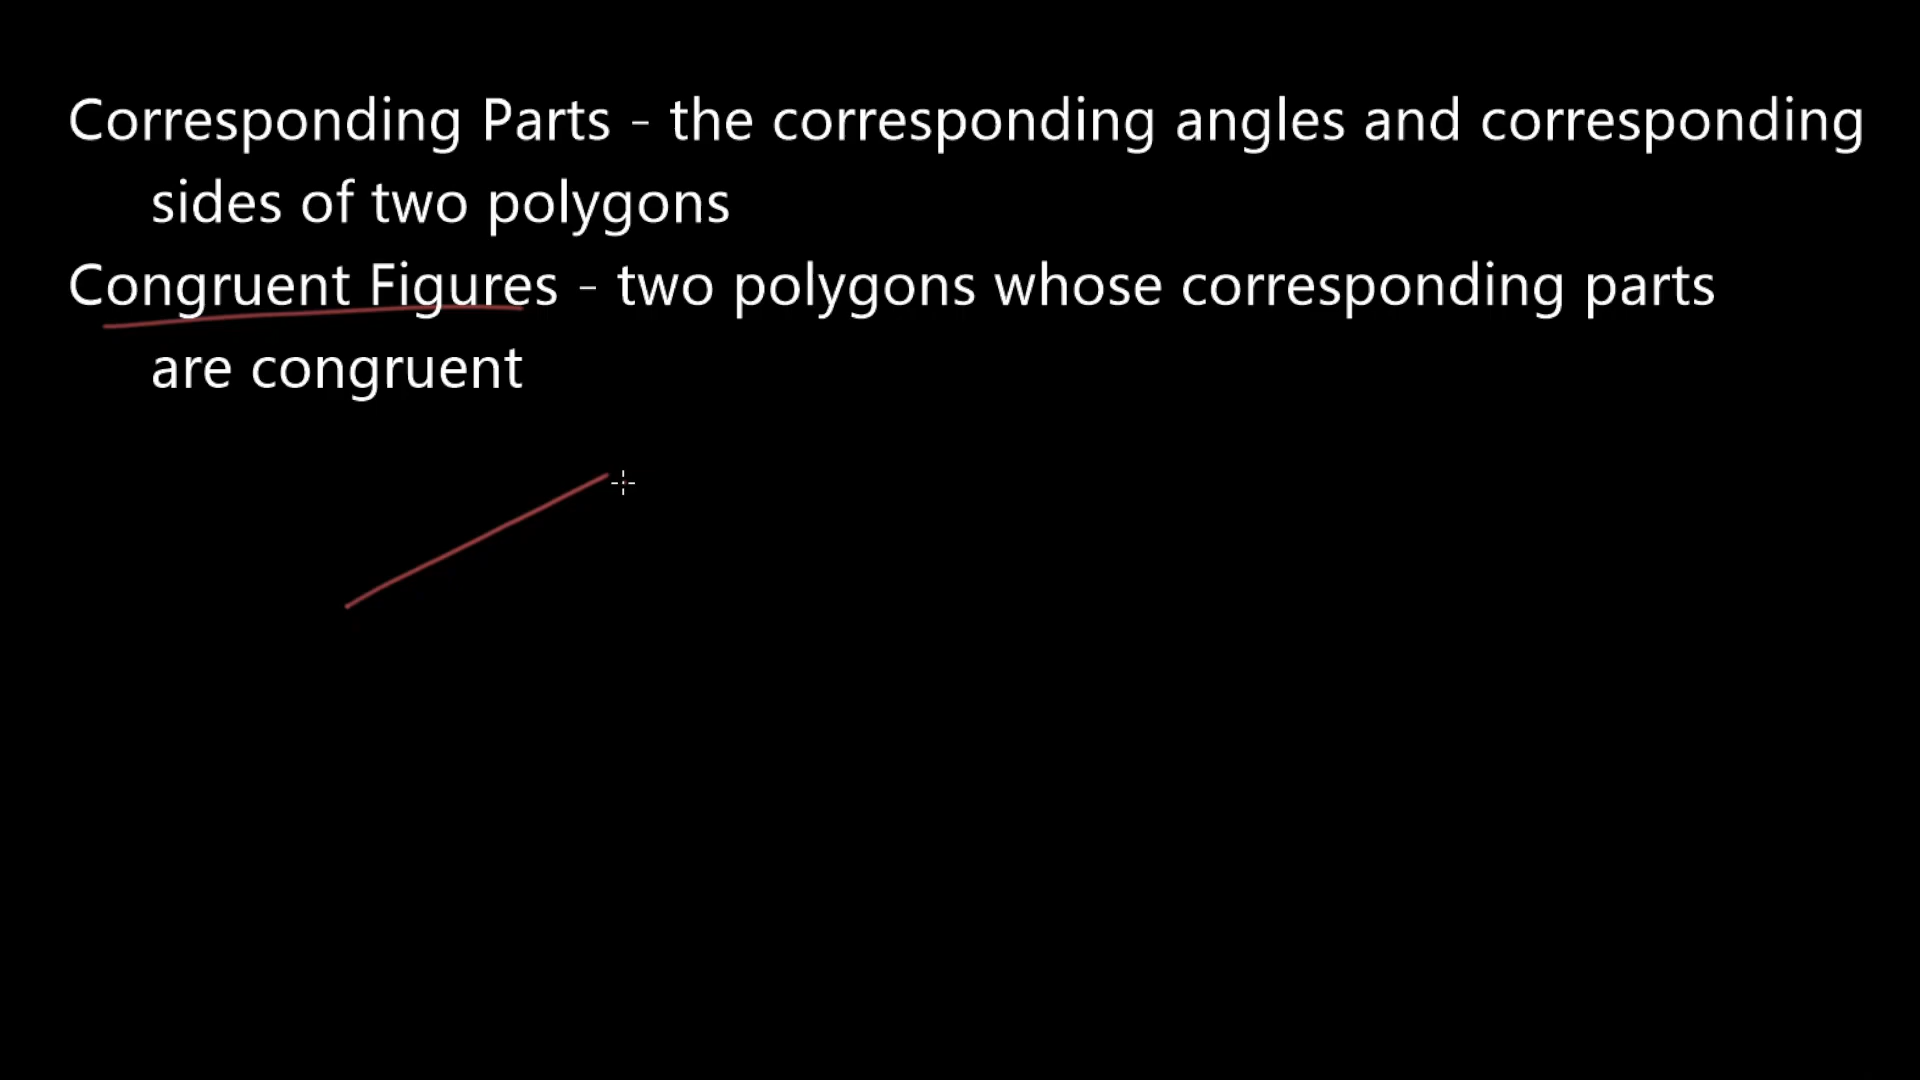 Corresponding Parts - the corresponding angles and corresponding
sides of two polygons
Congruent Figures - two polygons whose corresponding parts
are congruent